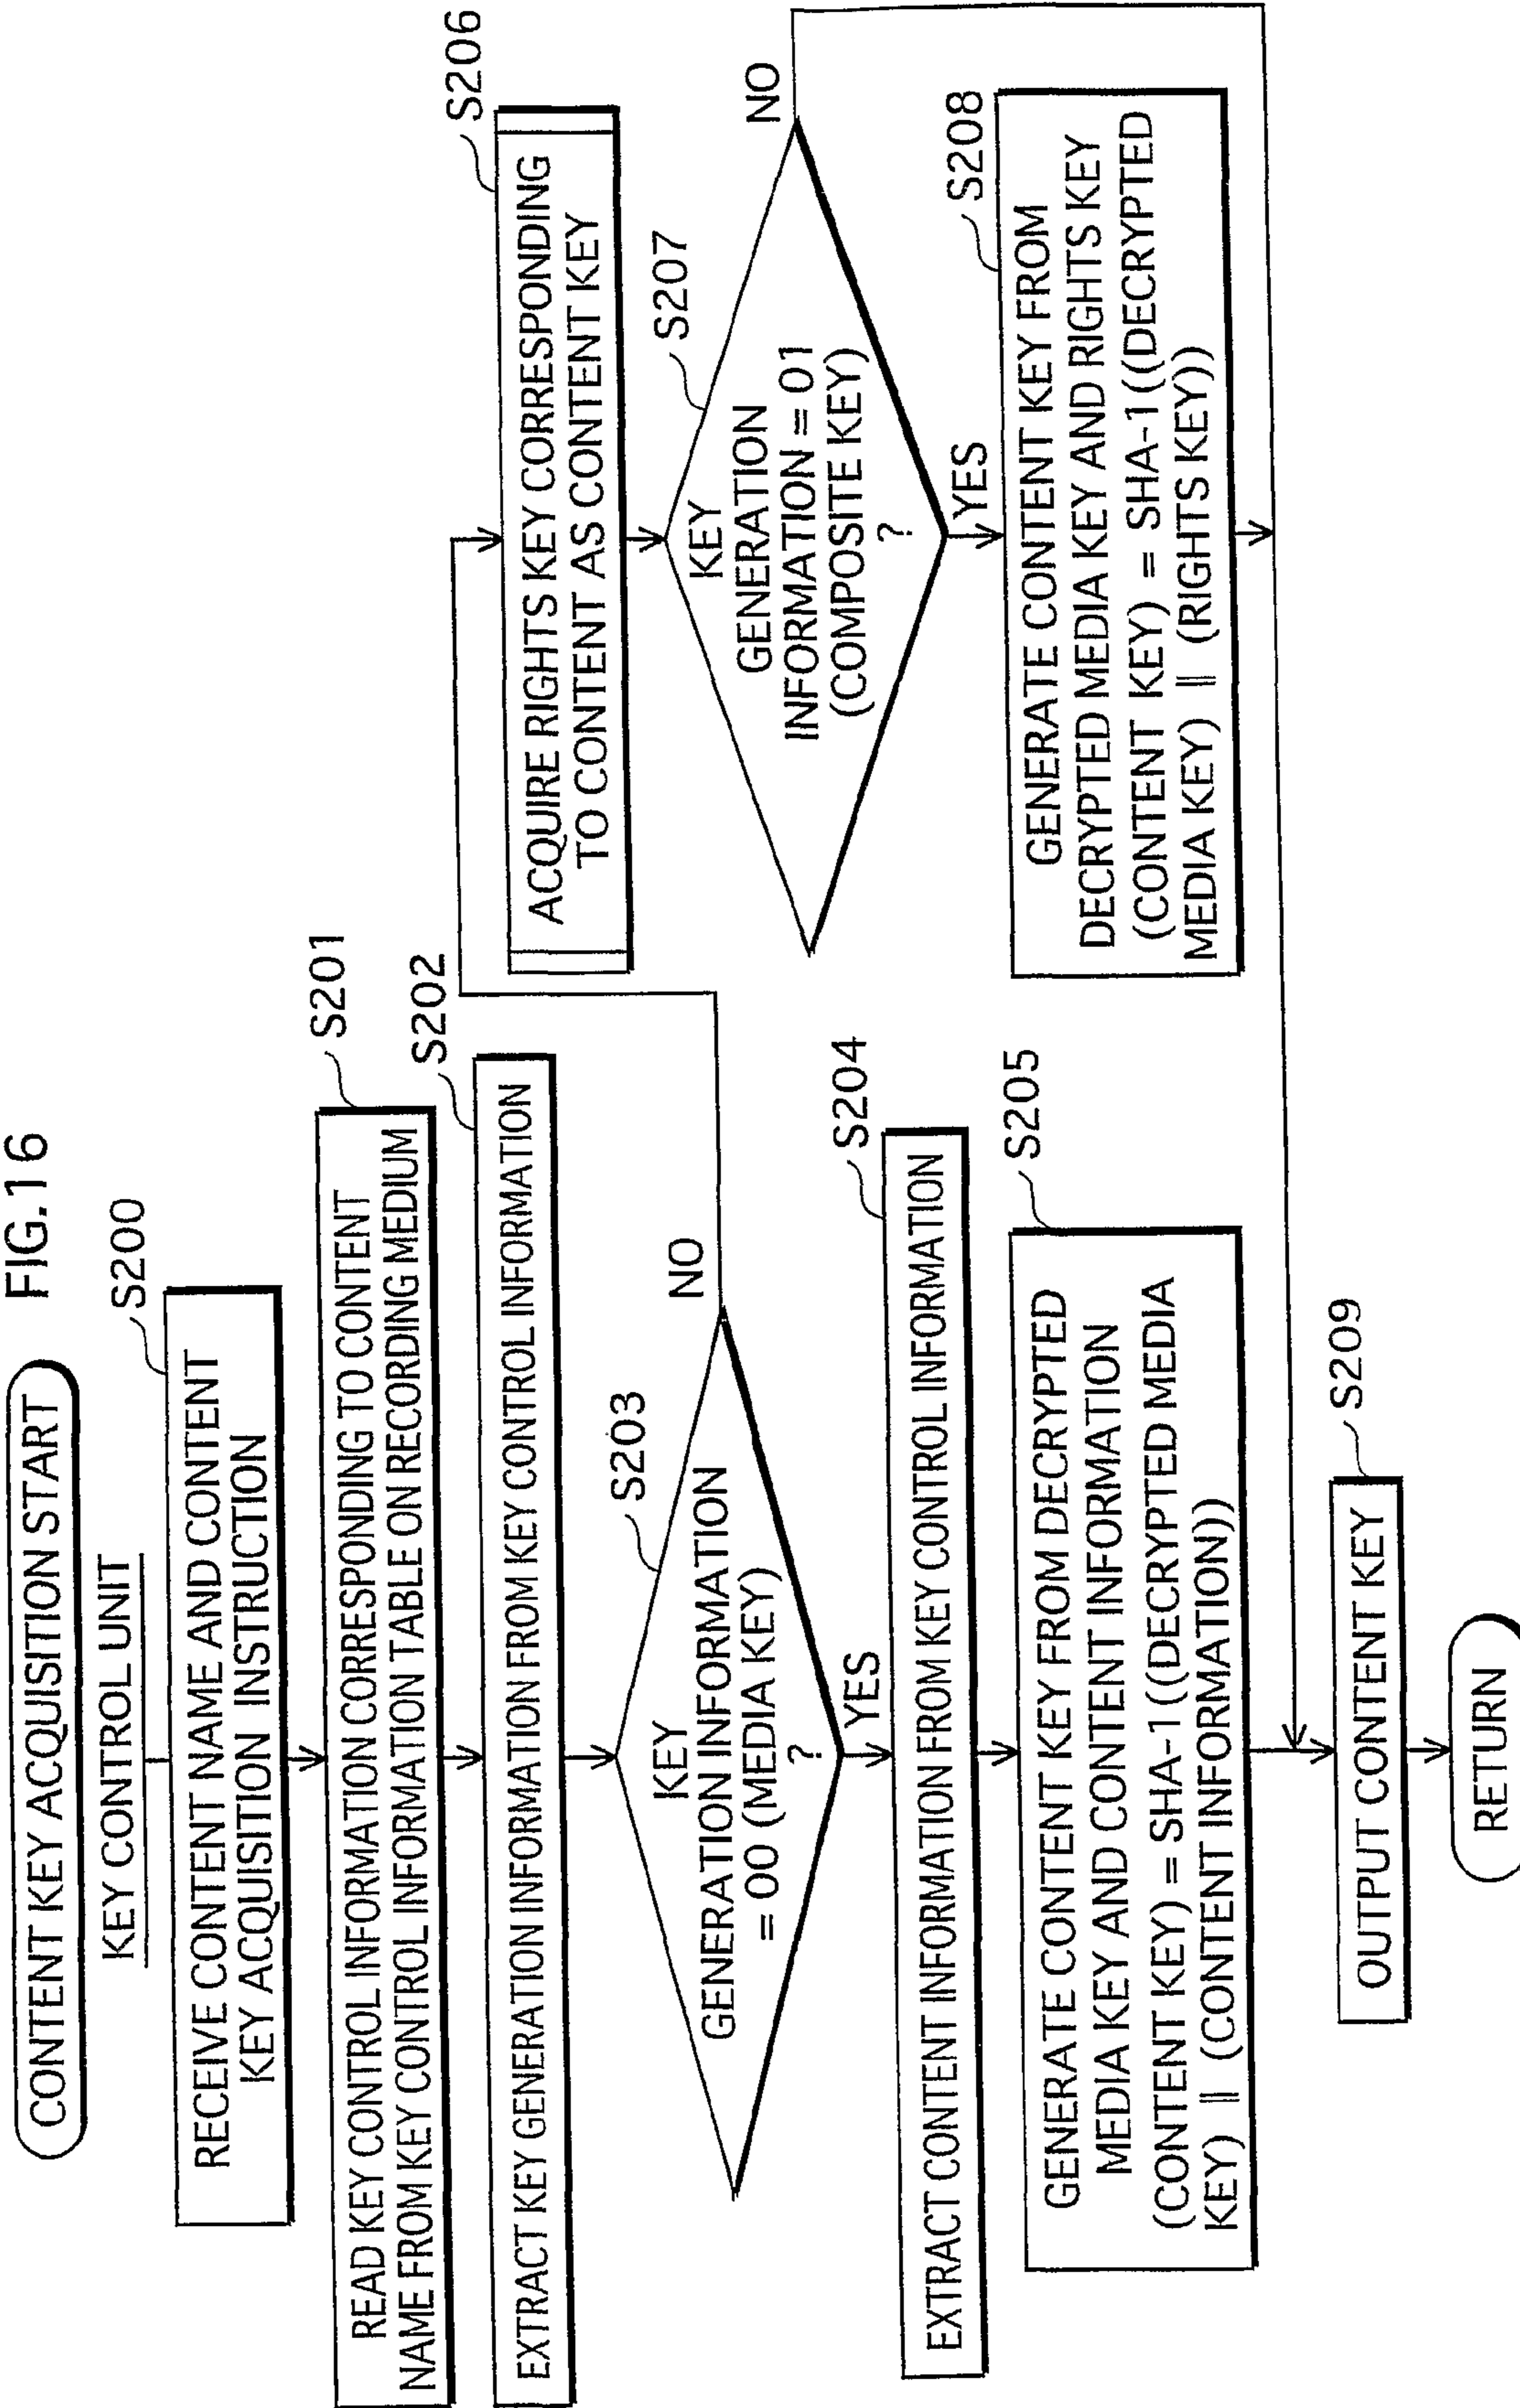 FIG.16
CONTENT KEY ACQUISITION START
KEY CONTROL UNIT
S200
RECEIVE CONTENT NAME AND CONTENT
KEY ACQUISITION INSTRUCTION
S201
READ KEY CONTROL INFORMATION CORRESPONDING TO CONTENT
NAME FROM KEY CONTROL INFORMATION TABLE ON RECORDING MEDIUM
S202
EXTRACT KEY GENERATION INFORMATION FROM KEY CONTROL INFORMATION
S203
KEY
GENERATION INFORMATION
= 00 (MEDIA KEY)
?
NO
YES
S204
EXTRACT CONTENT INFORMATION FROM KEY CONTROL INFORMATION
S205
GENERATE CONTENT KEY FROM DECRYPTED
MEDIA KEY AND CONTENT INFORMATION
(CONTENT KEY) = SHA-1((DECRYPTED MEDIA
KEY) || (CONTENT INFORMATION))
S206
ACQUIRE RIGHTS KEY CORRESPONDING
TO CONTENT AS CONTENT KEY
S207
KEY
GENERATION
INFORMATION = 01
(COMPOSITE KEY)
?
NO
YES
S208
GENERATE CONTENT KEY FROM
DECRYPTED MEDIA KEY AND RIGHTS KEY
(CONTENT KEY) = SHA-1((DECRYPTED
MEDIA KEY) || (RIGHTS KEY))
S209
OUTPUT CONTENT KEY
RETURN